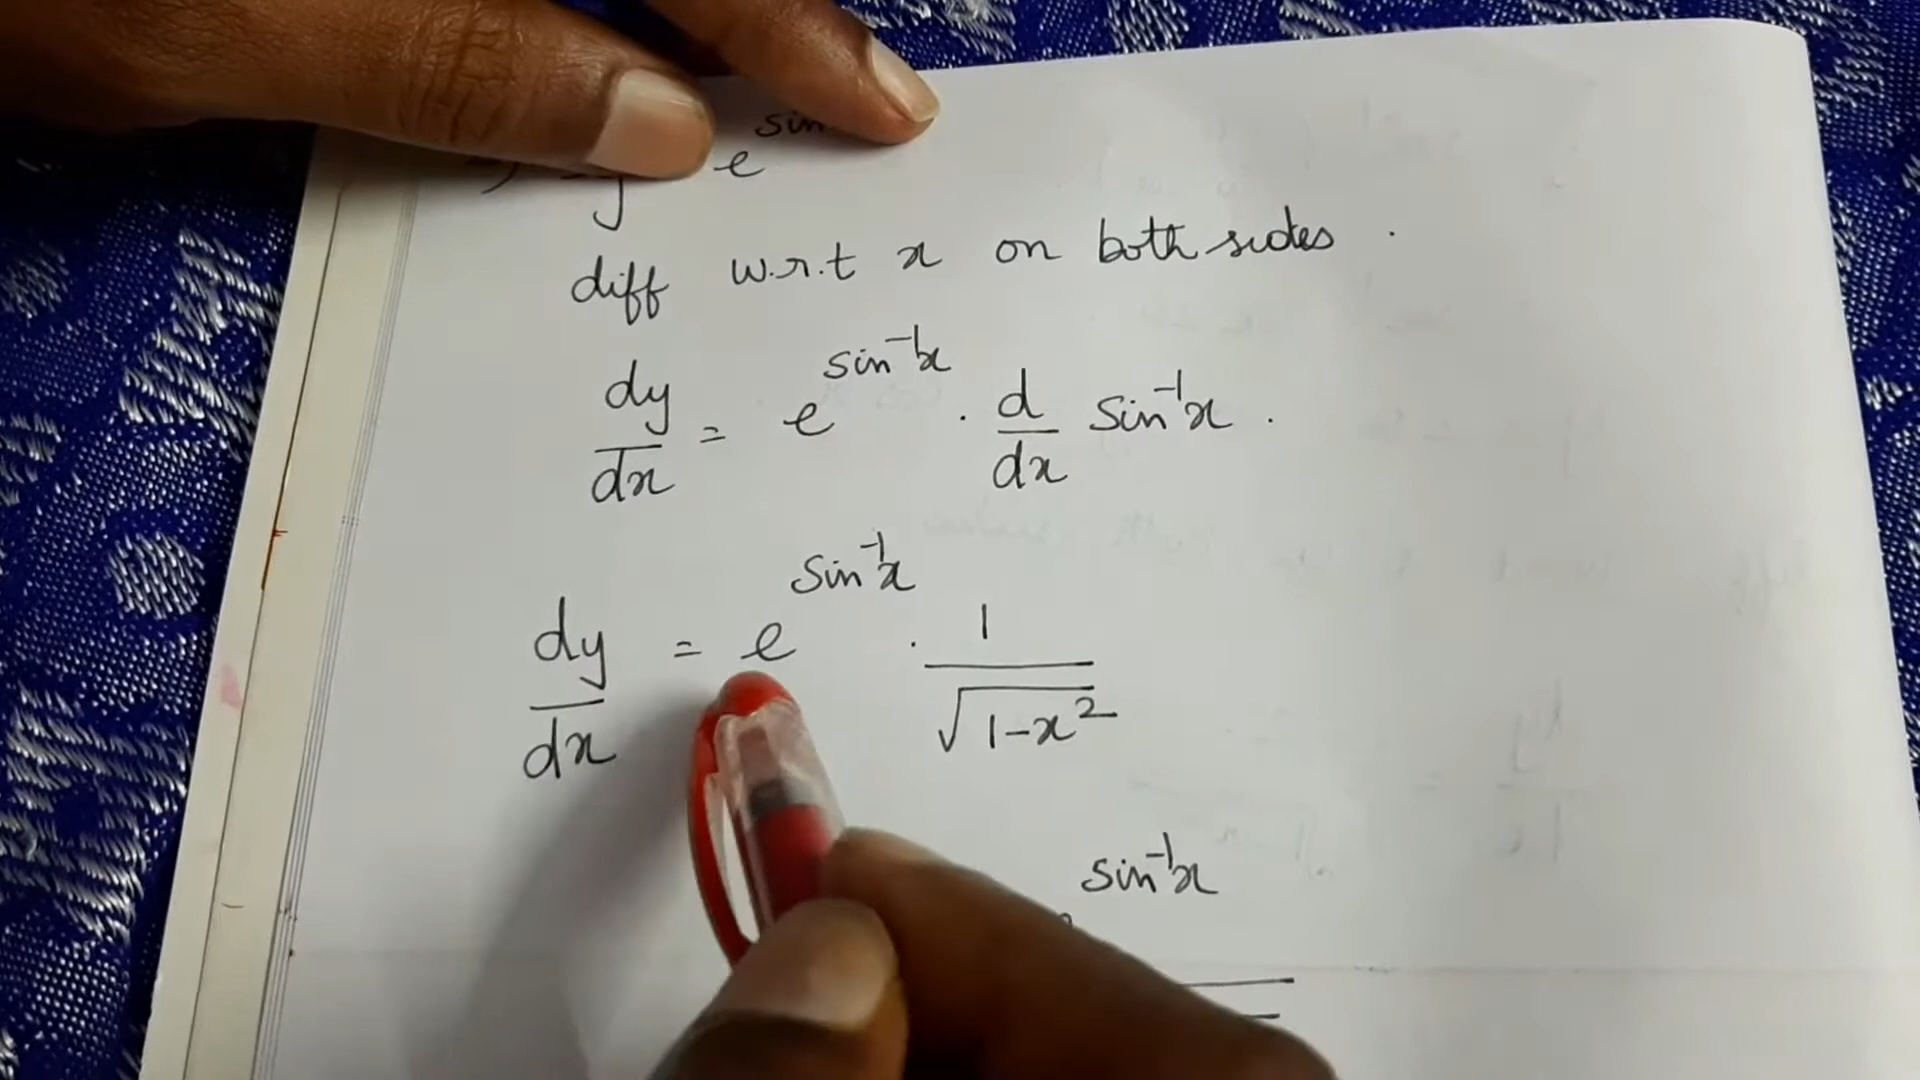 y e^sin
diff w.r.t x on both sides .
dy/dx = e^(sin⁻¹x) . d/dx sin⁻¹x .
dy/dx = e^(sin⁻¹x) . 1/√(1-x²)
sin⁻¹x